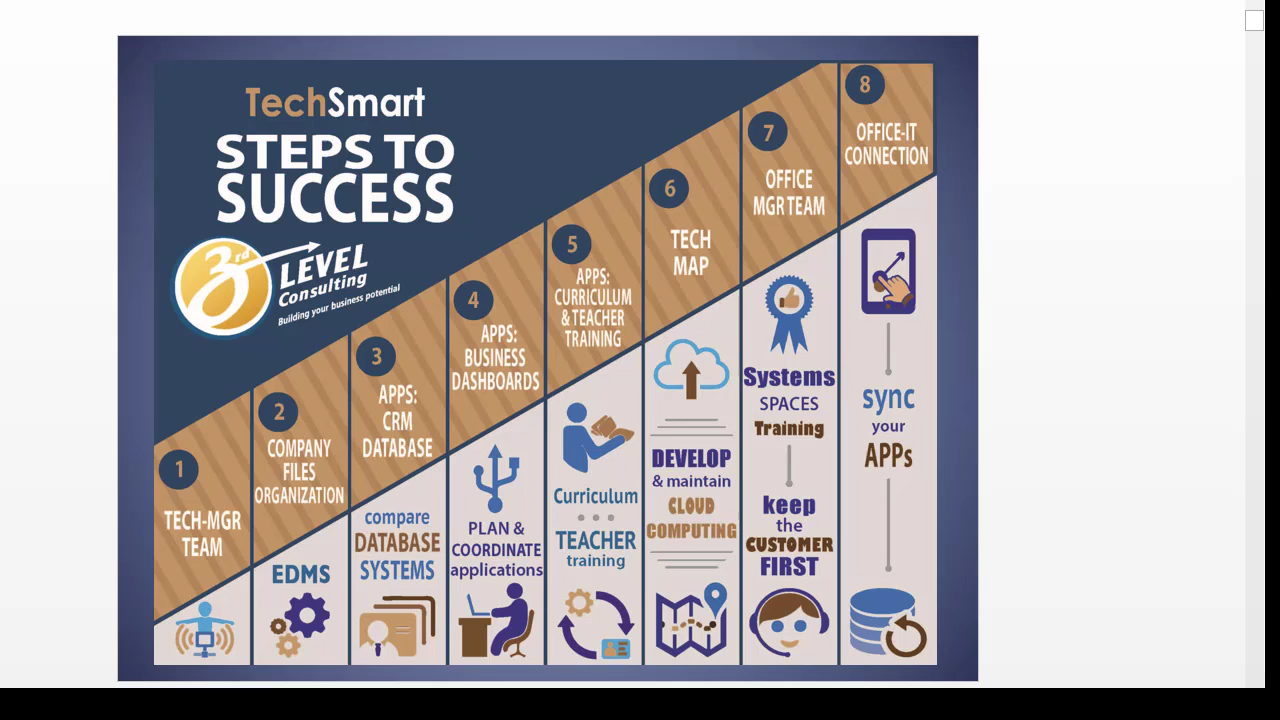 TechSmart
STEPS TO
SUCCESS
3rd
LEVEL
Consulting
Building your business potential
1
TECH-MGR
TEAM
2
COMPANY
FILES
ORGANIZATION
EDMS
3
APPS:
CRM
DATABASE
compare
DATABASE
SYSTEMS
4
APPS:
BUSINESS
DASHBOARDS
PLAN &
COORDINATE
applications
5
APPS:
CURRICULUM
& TEACHER
TRAINING
Curriculum
TEACHER
training
6
TECH
MAP
DEVELOP
& maintain
CLOUD
COMPUTING
7
OFFICE
MGR TEAM
Systems
SPACES
Training
keep
the
CUSTOMER
FIRST
8
OFFICE-IT
CONNECTION
sync
your
APPs